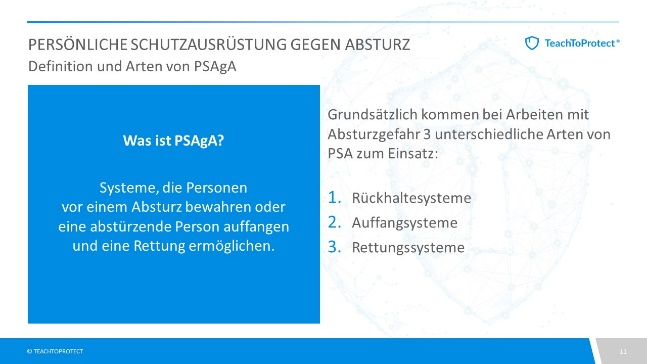 PERSÖNLICHE SCHUTZAUSRÜSTUNG GEGEN ABSTURZ
Definition und Arten von PSAgA
TeachToProtect®
Was ist PSAgA?
Systeme, die Personen
vor einem Absturz bewahren oder
eine abstürzende Person auffangen
und eine Rettung ermöglichen.
Grundsätzlich kommen bei Arbeiten mit
Absturzgefahr 3 unterschiedliche Arten von
PSA zum Einsatz:
1. Rückhaltesysteme
2. Auffangsysteme
3. Rettungssysteme
© TEACHTOPROTECT